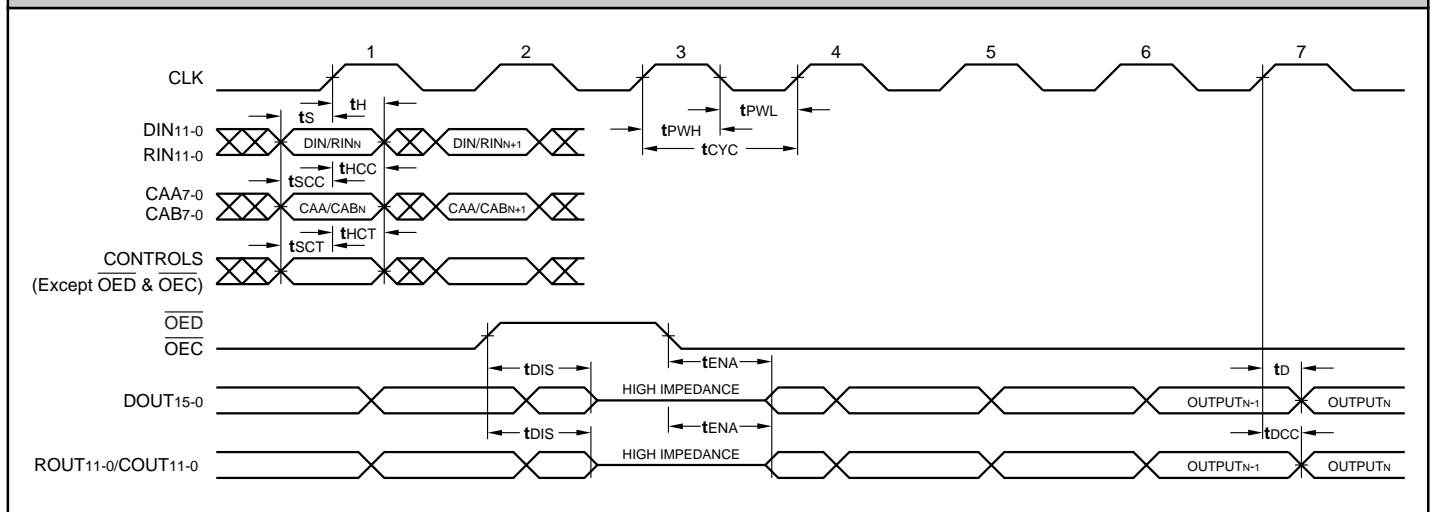 1 2 3 4 5 6 7
CLK
tS tH
tPWH tPWL
tCYC
DIN11-0
RIN11-0
DIN/RINN DIN/RINN+1
tSCC tHCC
CAA7-0
CAB7-0
CAA/CABN CAA/CABN+1
tSCT tHCT
CONTROLS
(Except OED & OEC)
OED
OEC
tDIS tENA tD
DOUT15-0
HIGH IMPEDANCE OUTPUTN-1 OUTPUTN
tDIS tENA tDCC
ROUT11-0/COUT11-0
HIGH IMPEDANCE OUTPUTN-1 OUTPUTN